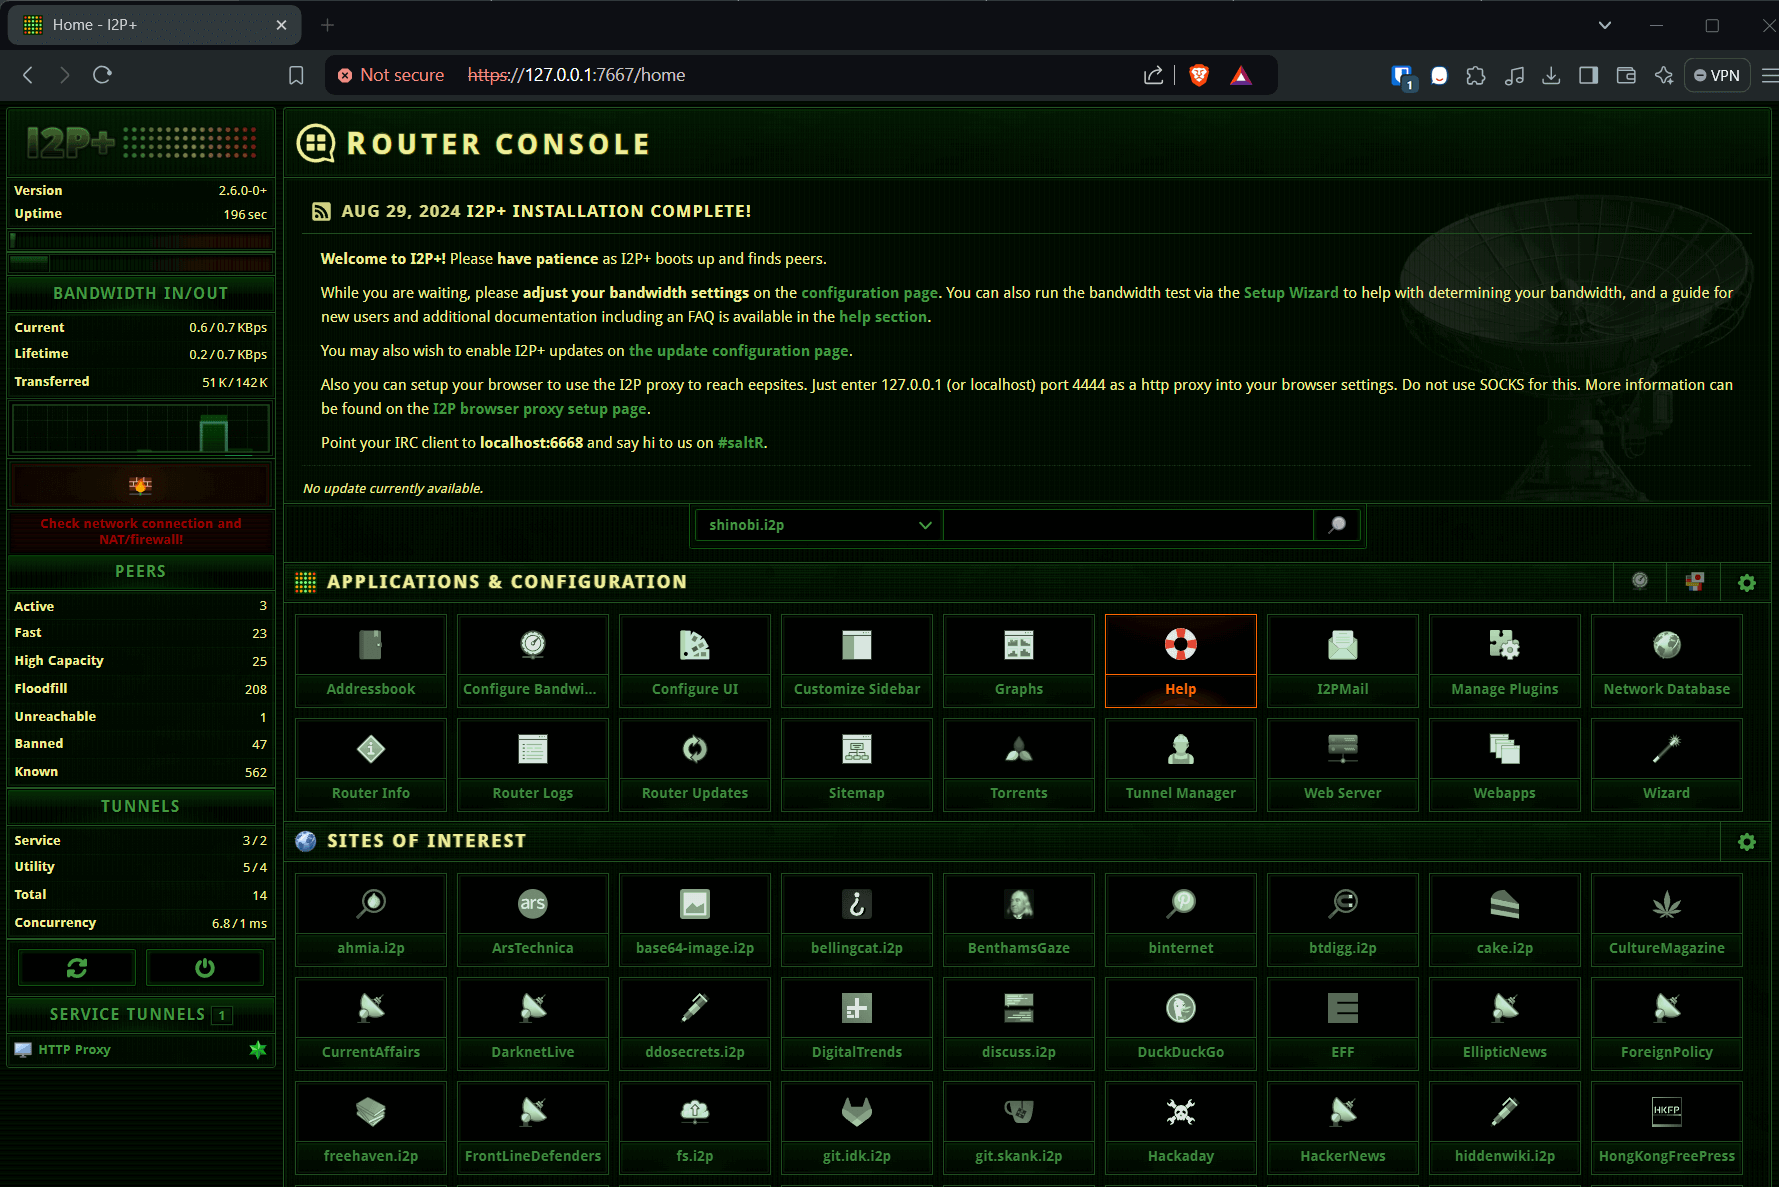 Home - I2P+
Not secure https://127.0.0.1:7667/home
1
VPN
I2P+
Version 2.6.0-0+
Uptime 196 sec
BANDWIDTH IN/OUT
Current 0.6 / 0.7 KBps
Lifetime 0.2 / 0.7 KBps
Transferred 51 K / 142 K
Check network connection and
NAT/firewall!
PEERS
Active 3
Fast 23
High Capacity 25
Floodfill 208
Unreachable 1
Banned 47
Known 562
TUNNELS
Service 3 / 2
Utility 5 / 4
Total 14
Concurrency 6.8 / 1 ms
SERVICE TUNNELS 1
HTTP Proxy
ROUTER CONSOLE
AUG 29, 2024 I2P+ INSTALLATION COMPLETE!
Welcome to I2P+! Please have patience as I2P+ boots up and finds peers.
While you are waiting, please adjust your bandwidth settings on the configuration page. You can also run the bandwidth test via the Setup Wizard to help with determining your bandwidth, and a guide for
new users and additional documentation including an FAQ is available in the help section.
You may also wish to enable I2P+ updates on the update configuration page.
Also you can setup your browser to use the I2P proxy to reach eepsites. Just enter 127.0.0.1 (or localhost) port 4444 as a http proxy into your browser settings. Do not use SOCKS for this. More information can
be found on the I2P browser proxy setup page.
Point your IRC client to localhost:6668 and say hi to us on #saltR.
No update currently available.
shinobi.i2p
APPLICATIONS & CONFIGURATION
Addressbook
Configure Bandwi...
Configure UI
Customize Sidebar
Graphs
Help
I2PMail
Manage Plugins
Network Database
Router Info
Router Logs
Router Updates
Sitemap
Torrents
Tunnel Manager
Web Server
Webapps
Wizard
SITES OF INTEREST
ahmia.i2p
ars
ArsTechnica
base64-image.i2p
bellingcat.i2p
BenthamsGaze
binternet
btdigg.i2p
cake.i2p
CultureMagazine
CurrentAffairs
DarknetLive
ddosecrets.i2p
DigitalTrends
discuss.i2p
DuckDuckGo
EFF
EllipticNews
ForeignPolicy
freehaven.i2p
FrontLineDefenders
fs.i2p
git.idk.i2p
git.skank.i2p
Hackaday
HackerNews
hiddenwiki.i2p
HKFP
HongKongFreePress